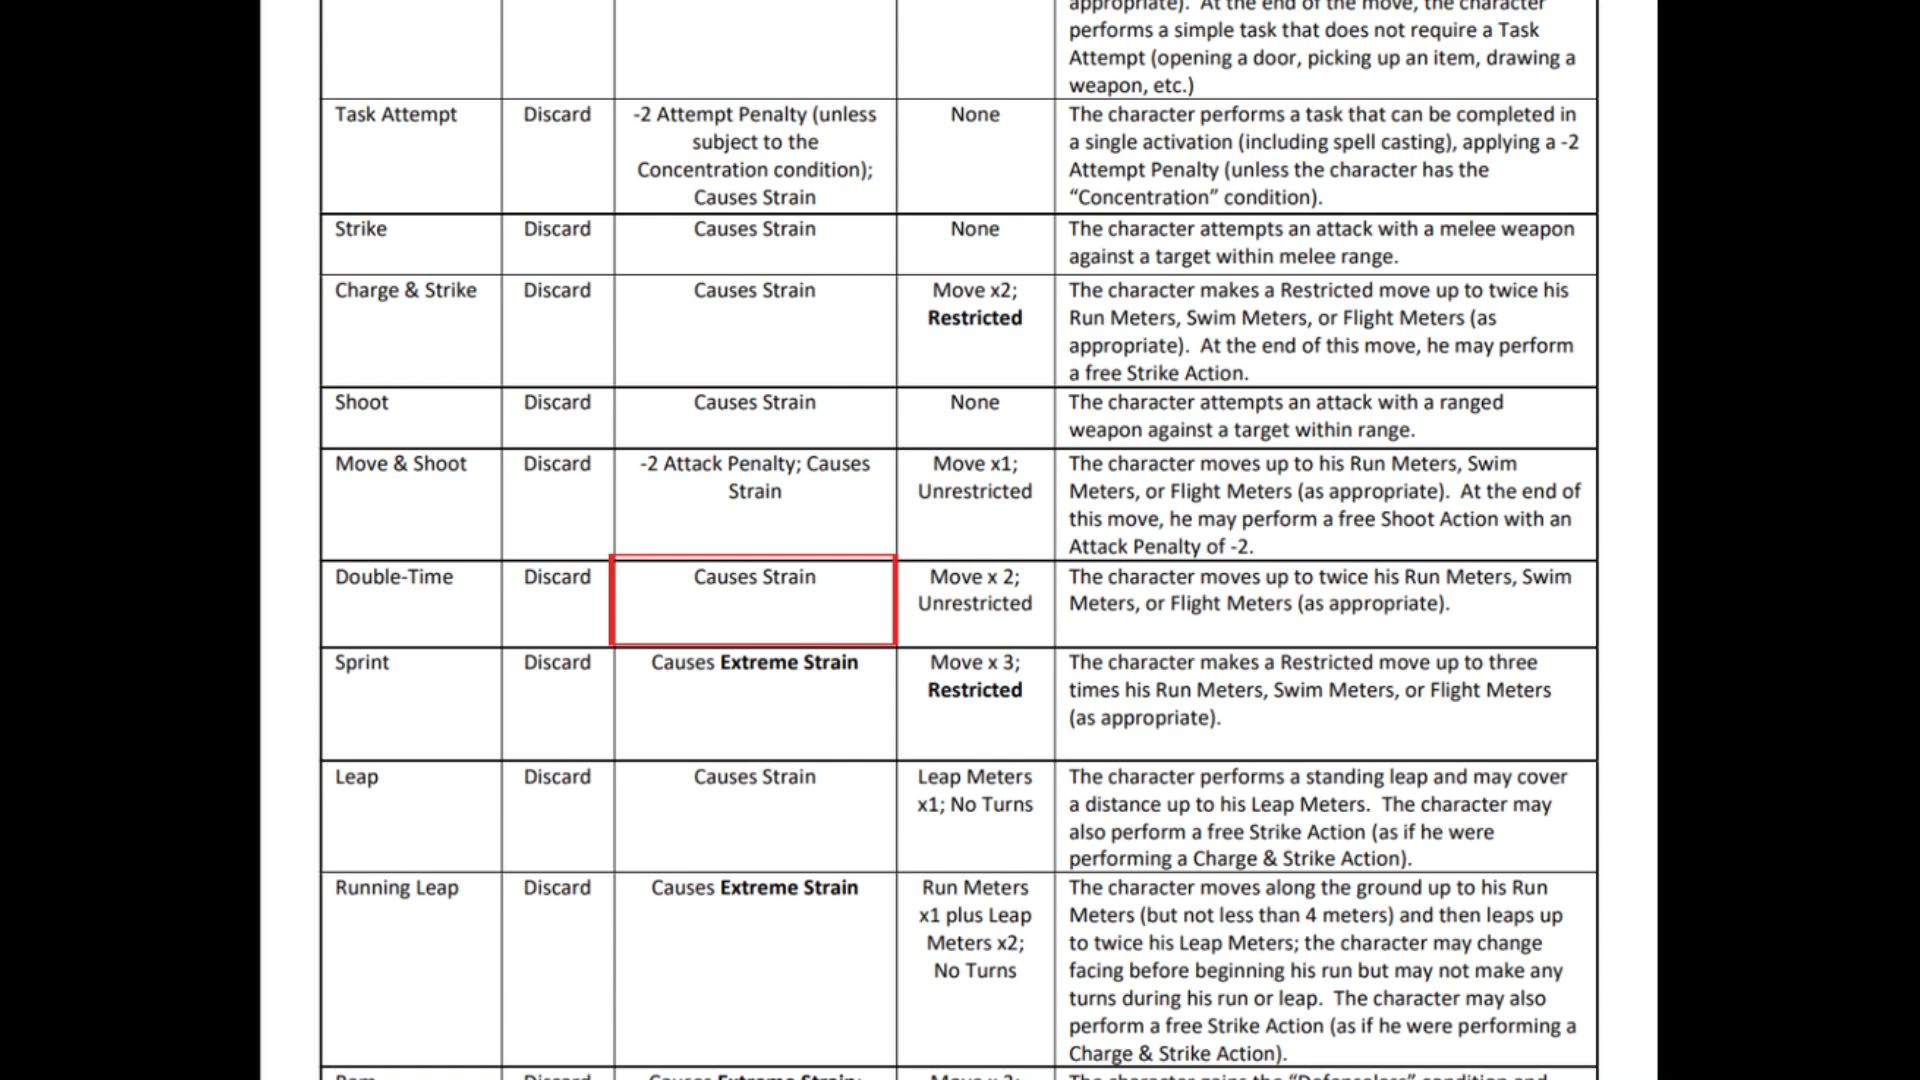 appropriate). At the end of the move, the character
performs a simple task that does not require a Task
Attempt (opening a door, picking up an item, drawing a
weapon, etc.)
Task Attempt
Discard
-2 Attempt Penalty (unless
subject to the
Concentration condition);
Causes Strain
None
The character performs a task that can be completed in
a single activation (including spell casting), applying a -2
Attempt Penalty (unless the character has the
“Concentration” condition).
Strike
Discard
Causes Strain
None
The character attempts an attack with a melee weapon
against a target within melee range.
Charge & Strike
Discard
Causes Strain
Move x2;
Restricted
The character makes a Restricted move up to twice his
Run Meters, Swim Meters, or Flight Meters (as
appropriate). At the end of this move, he may perform
a free Strike Action.
Shoot
Discard
Causes Strain
None
The character attempts an attack with a ranged
weapon against a target within range.
Move & Shoot
Discard
-2 Attack Penalty; Causes
Strain
Move x1;
Unrestricted
The character moves up to his Run Meters, Swim
Meters, or Flight Meters (as appropriate). At the end of
this move, he may perform a free Shoot Action with an
Attack Penalty of -2.
Double-Time
Discard
Causes Strain
Move x 2;
Unrestricted
The character moves up to twice his Run Meters, Swim
Meters, or Flight Meters (as appropriate).
Sprint
Discard
Causes Extreme Strain
Move x 3;
Restricted
The character makes a Restricted move up to three
times his Run Meters, Swim Meters, or Flight Meters
(as appropriate).
Leap
Discard
Causes Strain
Leap Meters
x1; No Turns
The character performs a standing leap and may cover
a distance up to his Leap Meters. The character may
also perform a free Strike Action (as if he were
performing a Charge & Strike Action).
Running Leap
Discard
Causes Extreme Strain
Run Meters
x1 plus Leap
Meters x2;
No Turns
The character moves along the ground up to his Run
Meters (but not less than 4 meters) and then leaps up
to twice his Leap Meters; the character may change
facing before beginning his run but may not make any
turns during his run or leap. The character may also
perform a free Strike Action (as if he were performing a
Charge & Strike Action).
Discard
Causes Extreme Strain;
The character gains the “Defenseless” condition and